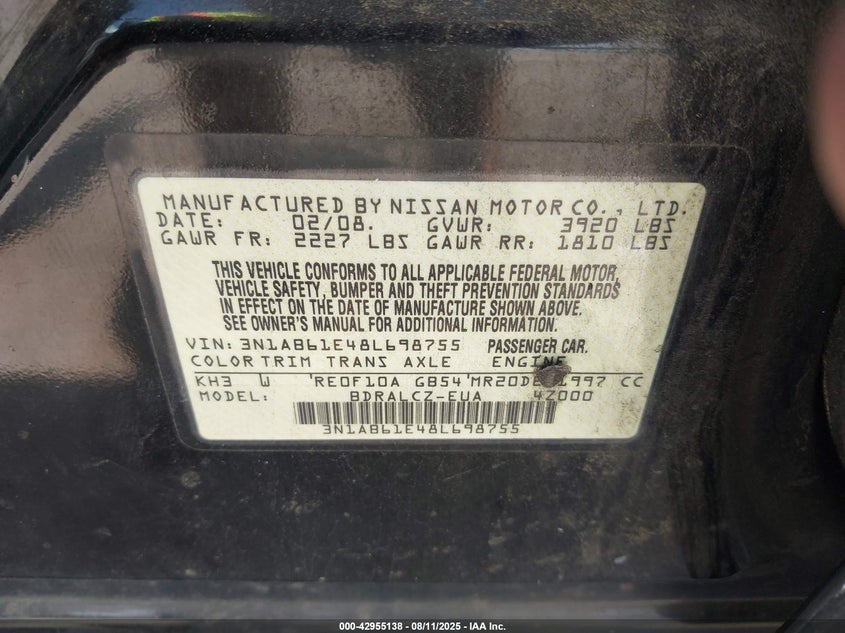 MANUFACTURED BY NISSAN MOTOR CO., LTD.
DATE: 02/08. GVWR: 3920 LBS
GAWR FR: 2227 LBS GAWR RR: 1810 LBS
THIS VEHICLE CONFORMS TO ALL APPLICABLE FEDERAL MOTOR,
VEHICLE SAFETY, BUMPER AND THEFT PREVENTION STANDARDS
IN EFFECT ON THE DATE OF MANUFACTURE SHOWN ABOVE.
SEE OWNER'S MANUAL FOR ADDITIONAL INFORMATION.
VIN: 3N1AB61E48L698755 PASSENGER CAR.
COLOR TRIM TRANS AXLE ENGINE
KH3 W 'RE0F10A GB54'MR20DE 1997 CC
MODEL: BDRALCZ-EUA 4Z000
3N1AB61E48L698755
000-42955138 - 08/11/2025 - IAA Inc.